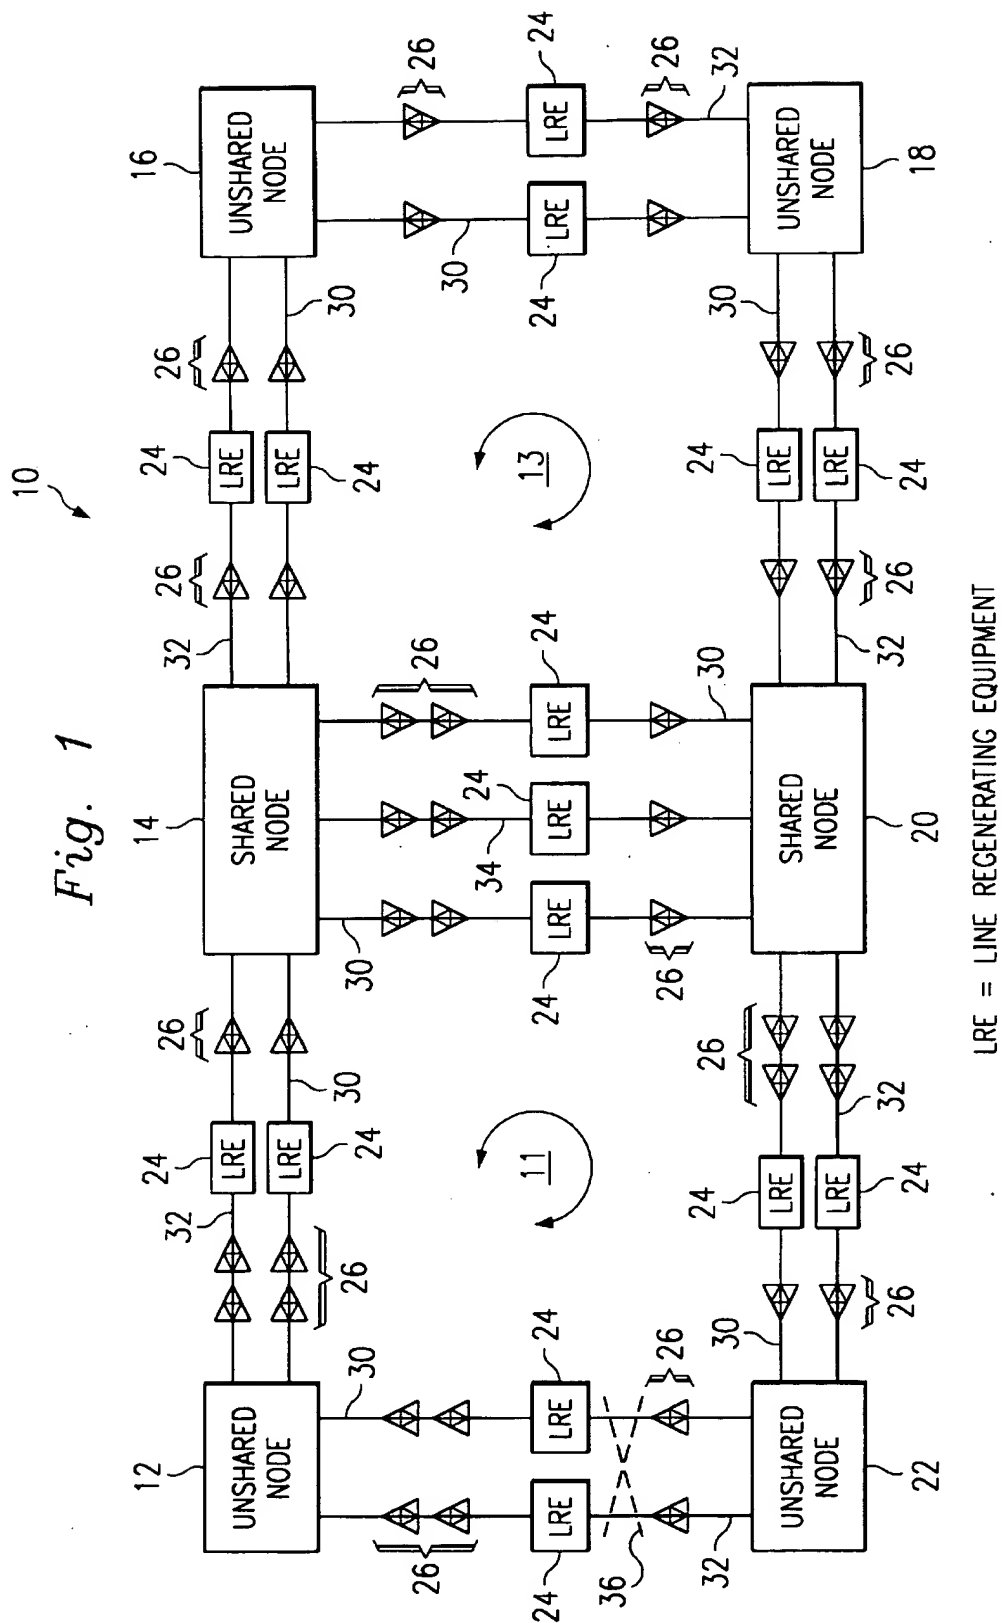 10
Fig. 1
12
14
16
24
26
26
24
26
32
32
UNSHARED
NODE
LRE
LRE
SHARED
NODE
LRE
LRE
UNSHARED
NODE
30
26
24
30
30
24
30
26
26
26
30
34
24
24
24
24
24
24
24
11
13
LRE
LRE
LRE
LRE
LRE
LRE
LRE
36
26
26
26
32
30
32
30
24
26
24
30
UNSHARED
NODE
LRE
LRE
SHARED
NODE
LRE
LRE
UNSHARED
NODE
26
24
32
32
26
24
26
22
20
18
LRE = LINE REGENERATING EQUIPMENT